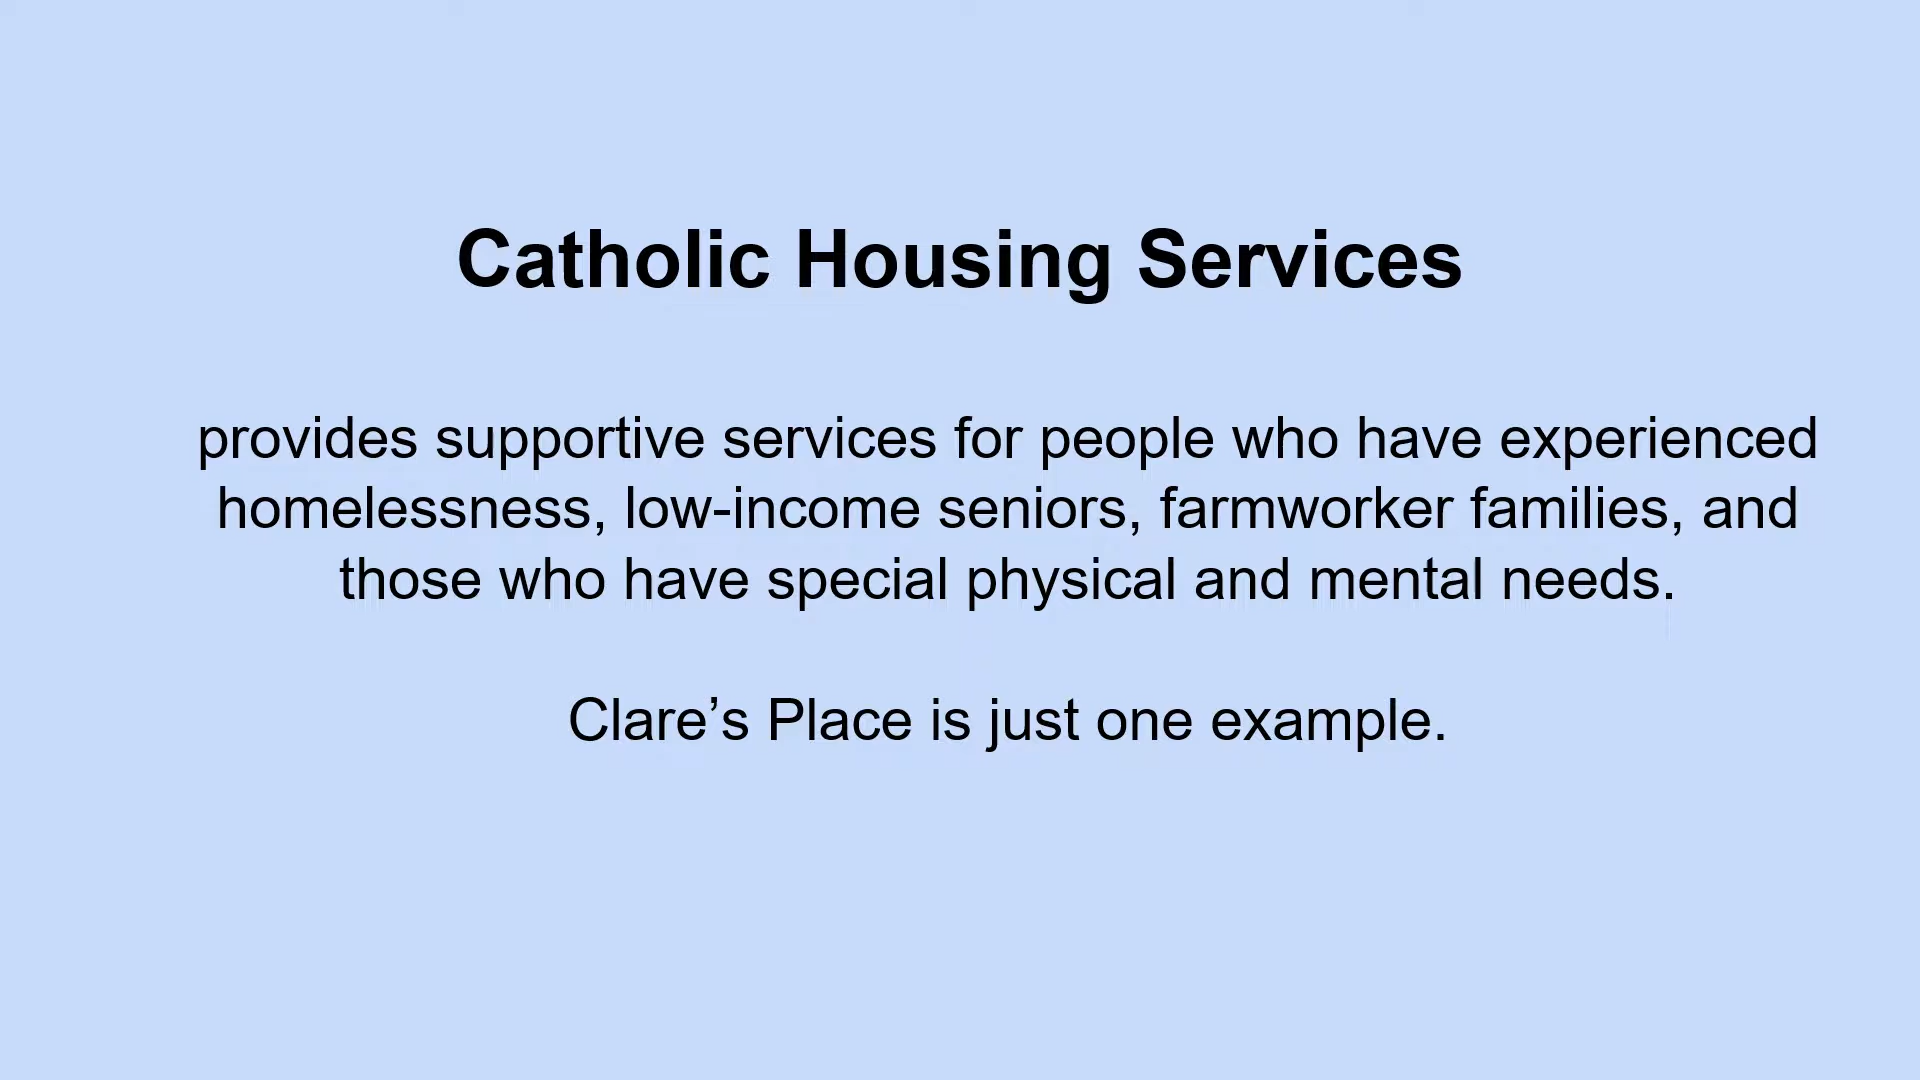 Catholic Housing Services
provides supportive services for people who have experienced
homelessness, low-income seniors, farmworker families, and
those who have special physical and mental needs.
Clare’s Place is just one example.